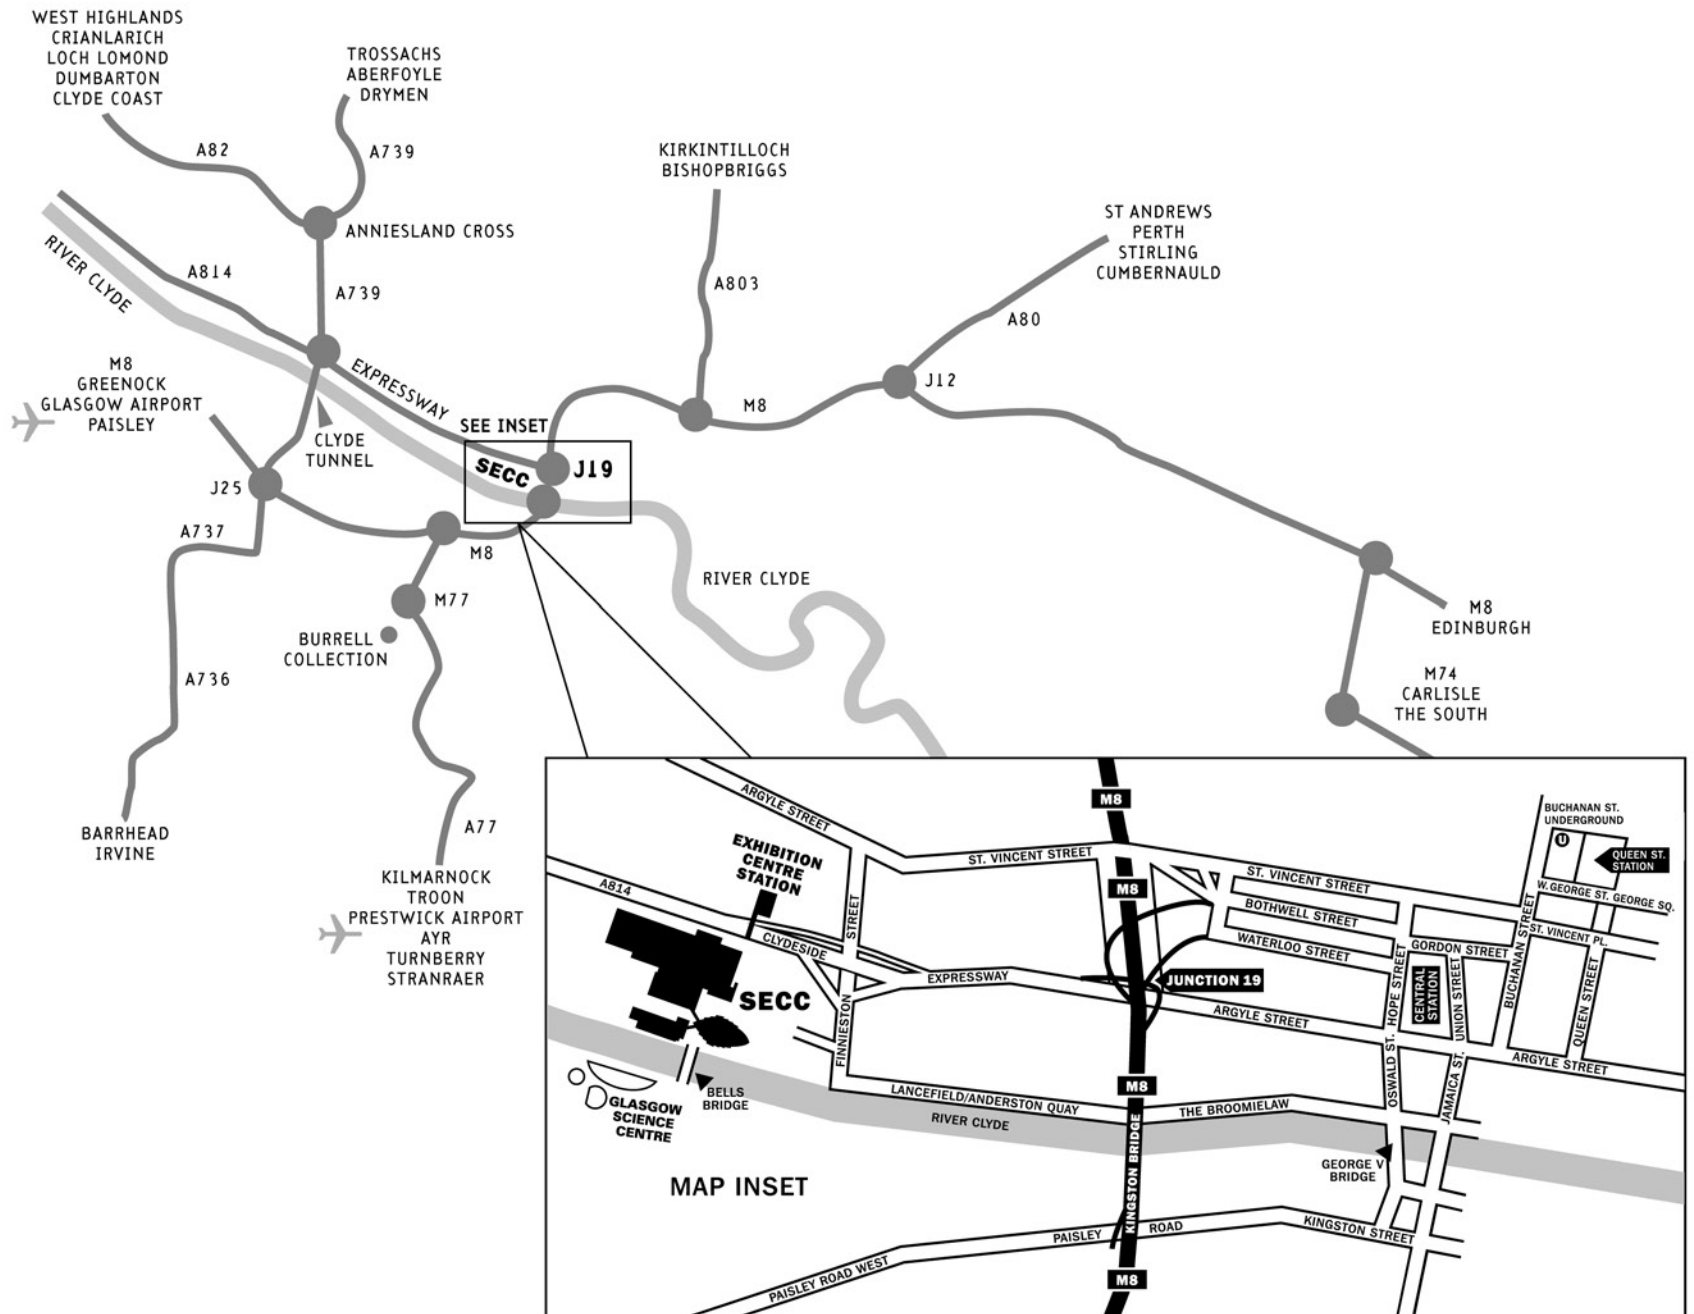 WEST HIGHLANDS
CRIANLARICH
LOCH LOMOND
DUMBARTON
CLYDE COAST
TROSSACHS
ABERFOYLE
DRYMEN
A82
A739
KIRKINTILLOCH
BISHOPBRIGGS
ST ANDREWS
PERTH
STIRLING
CUMBERNAULD
ANNIESLAND CROSS
RIVER CLYDE
A814
A739
A803
A80
M8
GREENOCK
GLASGOW AIRPORT
PAISLEY
EXPRESSWAY
J12
M8
SEE INSET
CLYDE
TUNNEL
SECC
J19
J25
A737
M8
RIVER CLYDE
M77
BURRELL
COLLECTION
M8
EDINBURGH
A736
M74
CARLISLE
THE SOUTH
BARRHEAD
IRVINE
A77
KILMARNOCK
TROON
PRESTWICK AIRPORT
AYR
TURNBERRY
STRANRAER
ARGYLE STREET
M8
BUCHANAN ST.
UNDERGROUND
U
QUEEN ST.
STATION
EXHIBITION
CENTRE
STATION
ST. VINCENT STREET
A814
M8
ST. VINCENT STREET
W.GEORGE ST.
GEORGE SQ.
BOTHWELL STREET
STREET
ST. VINCENT PL.
CLYDESIDE
WATERLOO STREET
GORDON STREET
BUCHANAN STREET
EXPRESSWAY
JUNCTION 19
HOPE STREET
CENTRAL
STATION
UNION STREET
QUEEN STREET
SECC
FINNIESTON
ARGYLE STREET
ARGYLE STREET
OSWALD ST.
JAMAICA ST.
BELLS
BRIDGE
LANCEFIELD/ANDERSTON QUAY
M8
THE BROOMIELAW
GLASGOW
SCIENCE
CENTRE
RIVER CLYDE
KINGSTON BRIDGE
GEORGE V
BRIDGE
MAP INSET
PAISLEY
ROAD
KINGSTON STREET
PAISLEY ROAD WEST
M8